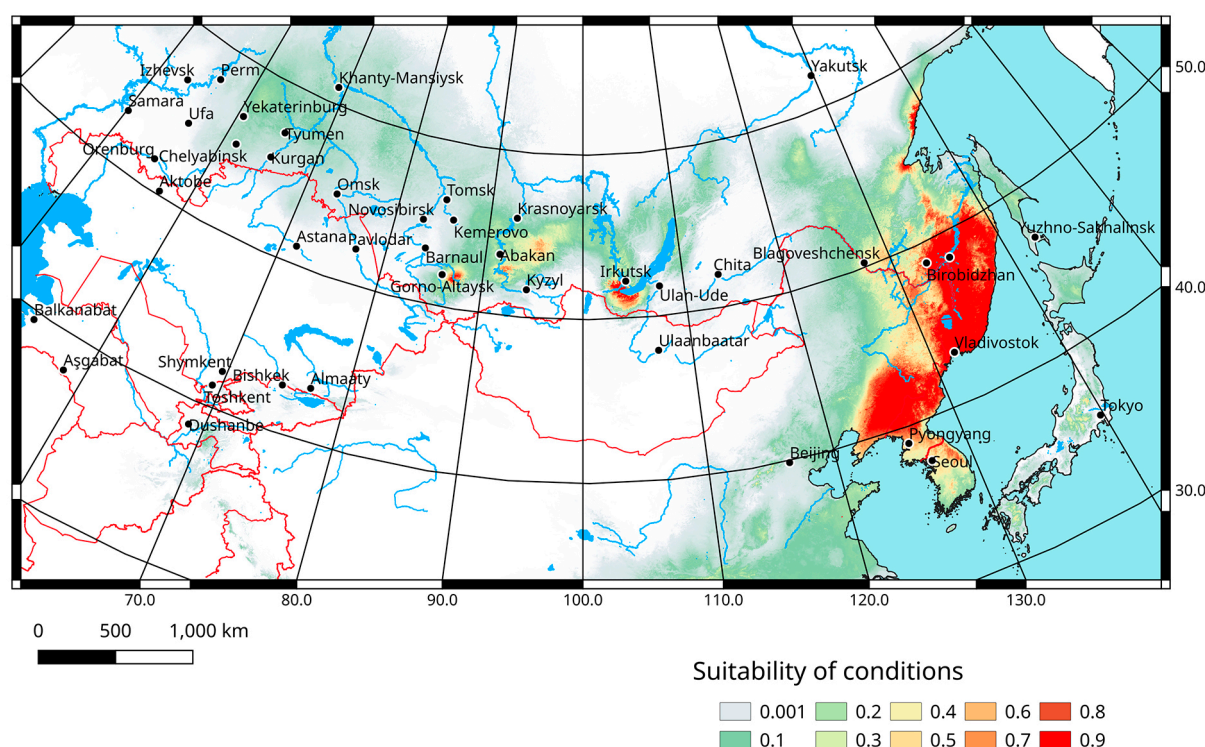 Izhevsk
Perm
Khanty-Mansiysk
Yakutsk
50.0
Samara
Ufa
Yekaterinburg
Tyumen
Orenburg
Chelyabinsk
Kurgan
Aktobe
Omsk
Tomsk
Novosibirsk
Krasnoyarsk
Kemerovo
Yuzhno-Sakhalinsk
Astana
Pavlodar
Barnaul
Abakan
Blagoveshchensk
Gorno-Altaysk
Kyzyl
Irkutsk
Chita
Birobidzhan
Ulan-Ude
40.0
Balkanabat
Ulaanbaatar
Vladivostok
Aşgabat
Shymkent
Bishkek
Almaaty
Toshkent
Tokyo
Dushanbe
Pyongyang
Beijing
Seoul
30.0
70.0 80.0 90.0 100.0 110.0 120.0 130.0
0 500 1,000 km
Suitability of conditions
0.001 0.2 0.4 0.6 0.8
0.1 0.3 0.5 0.7 0.9